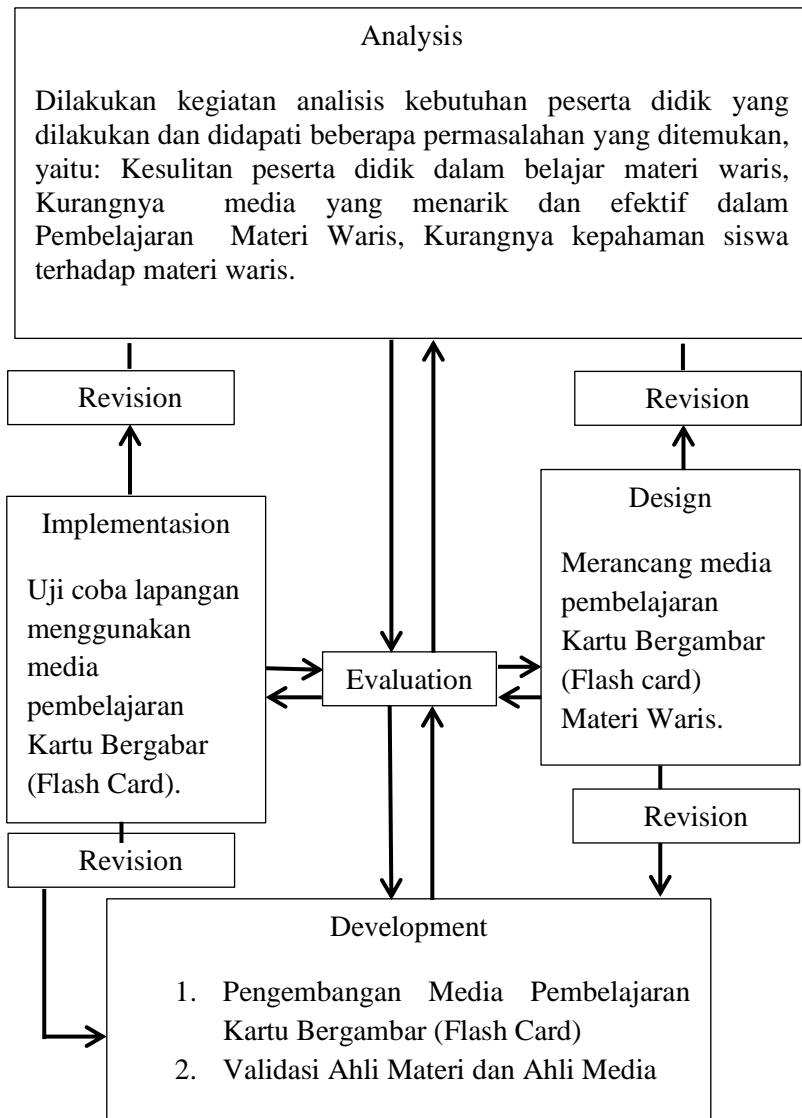 Analysis
Dilakukan kegiatan analisis kebutuhan peserta didik yang
dilakukan dan didapati beberapa permasalahan yang ditemukan,
yaitu: Kesulitan peserta didik dalam belajar materi waris,
Kurangnya media yang menarik dan efektif dalam
Pembelajaran Materi Waris, Kurangnya kepahaman siswa
terhadap materi waris.
Revision
Revision
Implementasion
Uji coba lapangan
menggunakan
media
pembelajaran
Kartu Bergabar
(Flash Card).
Evaluation
Design
Merancang media
pembelajaran
Kartu Bergambar
(Flash card)
Materi Waris.
Revision
Revision
Development
1. Pengembangan Media Pembelajaran
Kartu Bergambar (Flash Card)
2. Validasi Ahli Materi dan Ahli Media